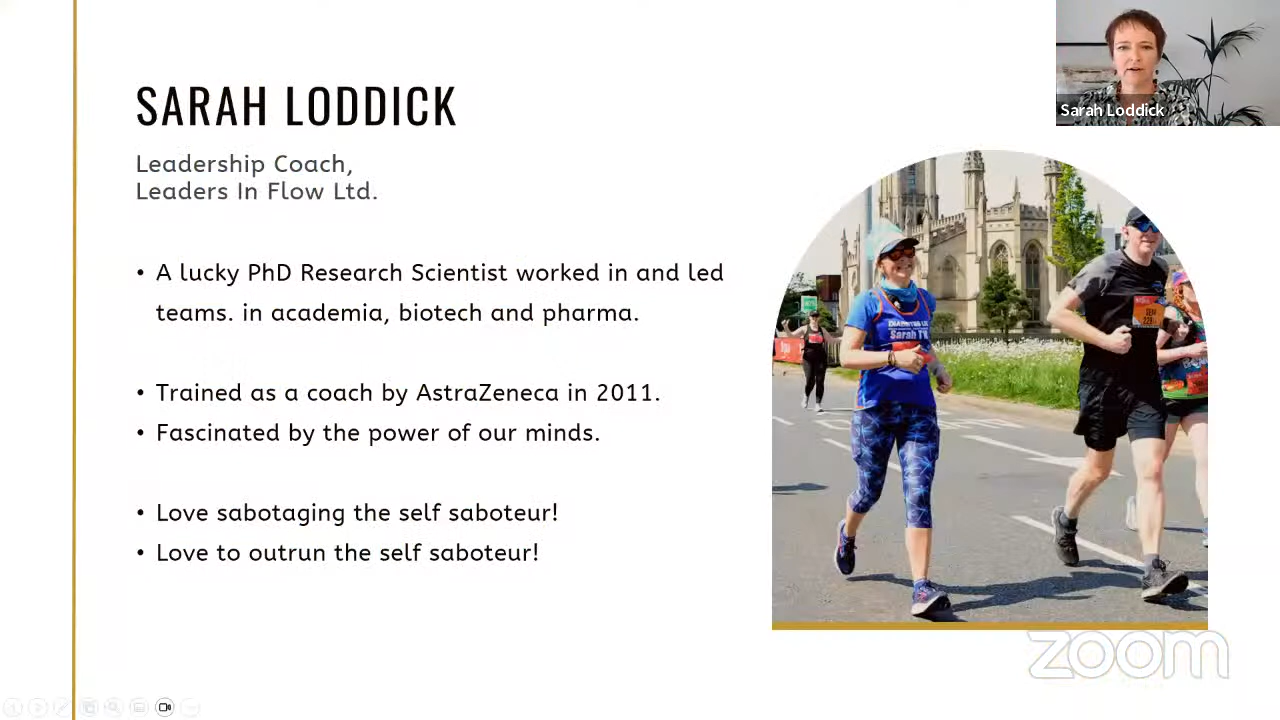 SARAH LODDICK
Leadership Coach,
Leaders In Flow Ltd.
• A lucky PhD Research Scientist worked in and led
teams. in academia, biotech and pharma.
• Trained as a coach by AstraZeneca in 2011.
• Fascinated by the power of our minds.
• Love sabotaging the self saboteur!
• Love to outrun the self saboteur!
Sarah Loddick
zoom